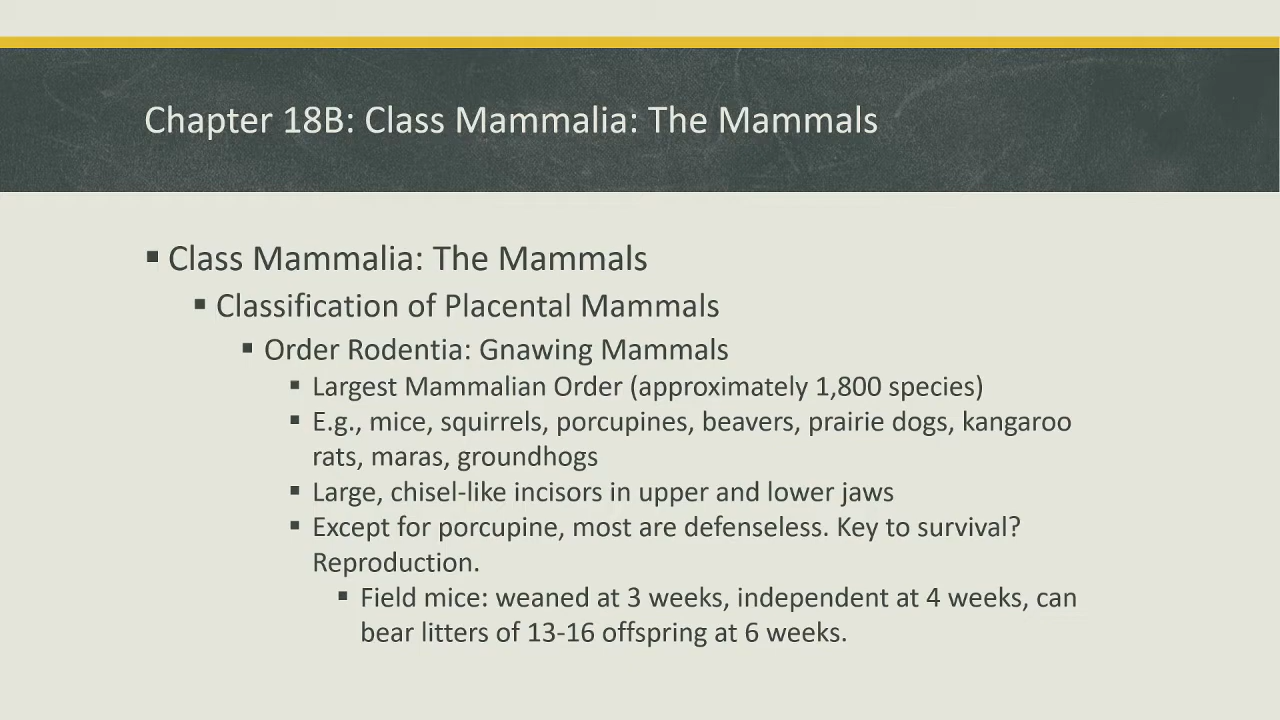 Chapter 18B: Class Mammalia: The Mammals
▪ Class Mammalia: The Mammals
▪ Classification of Placental Mammals
▪ Order Rodentia: Gnawing Mammals
▪ Largest Mammalian Order (approximately 1,800 species)
▪ E.g., mice, squirrels, porcupines, beavers, prairie dogs, kangaroo
rats, maras, groundhogs
▪ Large, chisel-like incisors in upper and lower jaws
▪ Except for porcupine, most are defenseless. Key to survival?
Reproduction.
▪ Field mice: weaned at 3 weeks, independent at 4 weeks, can
bear litters of 13-16 offspring at 6 weeks.